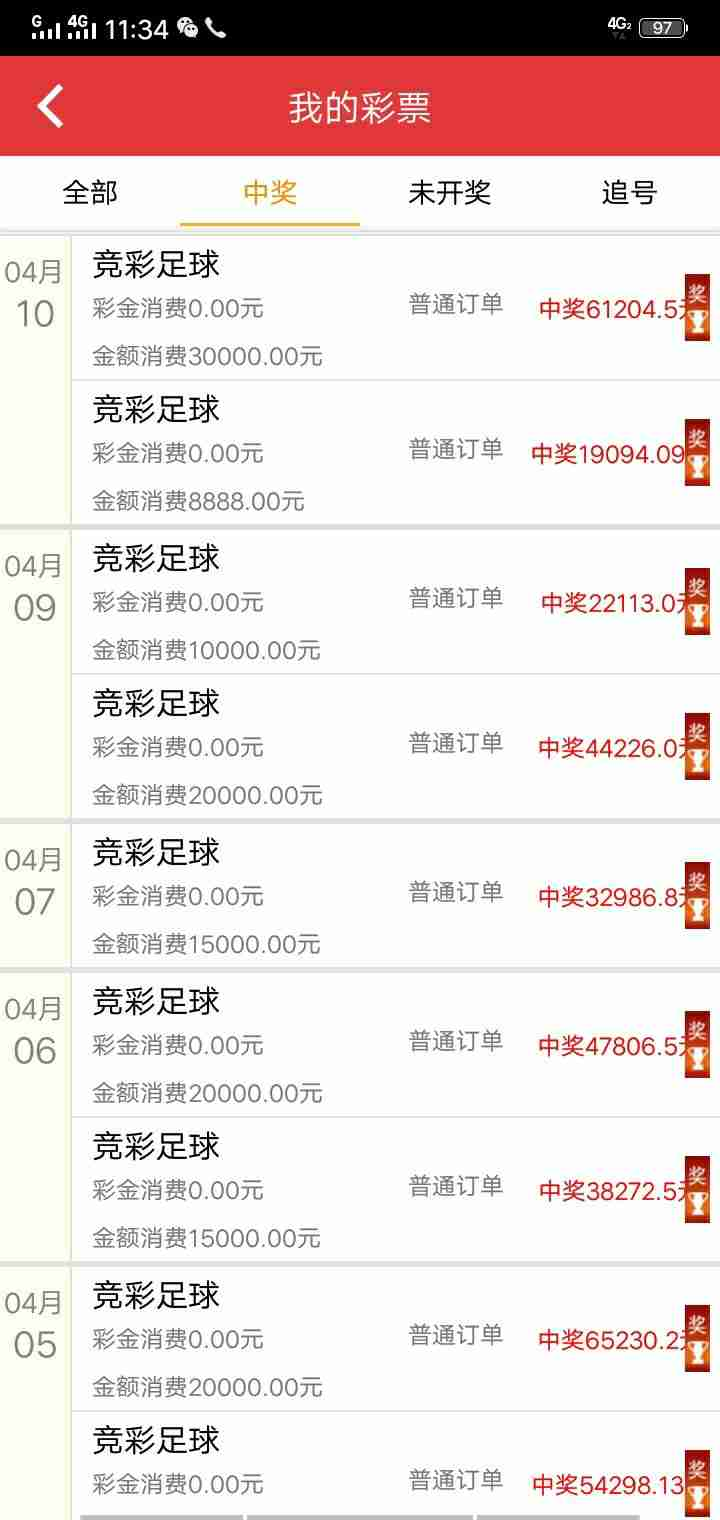 G 4G 11:34 4G2 97
我的彩票
全部 中奖 未开奖 追号
04月
10
竞彩足球
彩金消费0.00元
普通订单
中奖61204.5元
奖
金额消费30000.00元
竞彩足球
彩金消费0.00元
普通订单
中奖19094.09
奖
金额消费8888.00元
04月
09
竞彩足球
彩金消费0.00元
普通订单
中奖22113.0元
奖
金额消费10000.00元
竞彩足球
彩金消费0.00元
普通订单
中奖44226.0元
奖
金额消费20000.00元
04月
07
竞彩足球
彩金消费0.00元
普通订单
中奖32986.8元
奖
金额消费15000.00元
04月
06
竞彩足球
彩金消费0.00元
普通订单
中奖47806.5元
奖
金额消费20000.00元
竞彩足球
彩金消费0.00元
普通订单
中奖38272.5元
奖
金额消费15000.00元
04月
05
竞彩足球
彩金消费0.00元
普通订单
中奖65230.2元
奖
金额消费20000.00元
竞彩足球
彩金消费0.00元
普通订单
中奖54298.13
奖